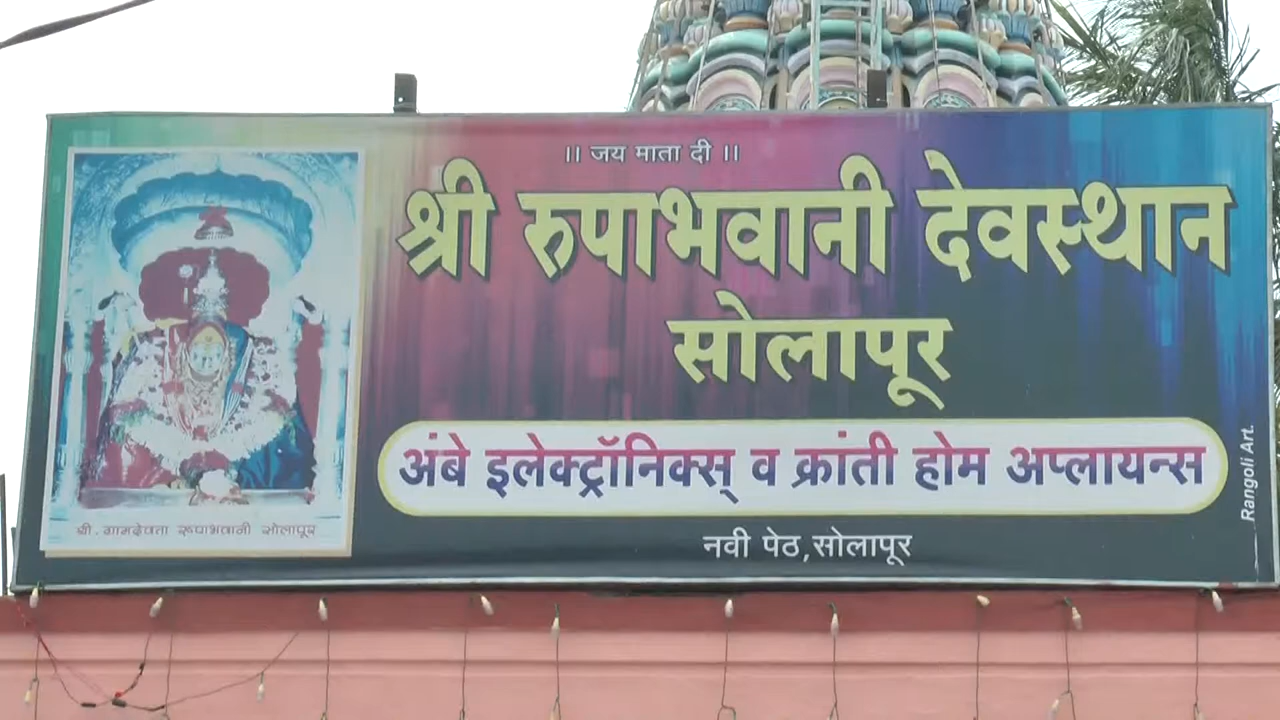 ।। जय माता दी ।।
श्री रुपाभवानी देवस्थान
सोलापूर
अंबे इलेक्ट्रॉनिक्स् व क्रांती होम अप्लायन्स
नवी पेठ,सोलापूर
श्री. ग्रामदेवता रूपाभवानी सोलापूर
Rangoli Art.